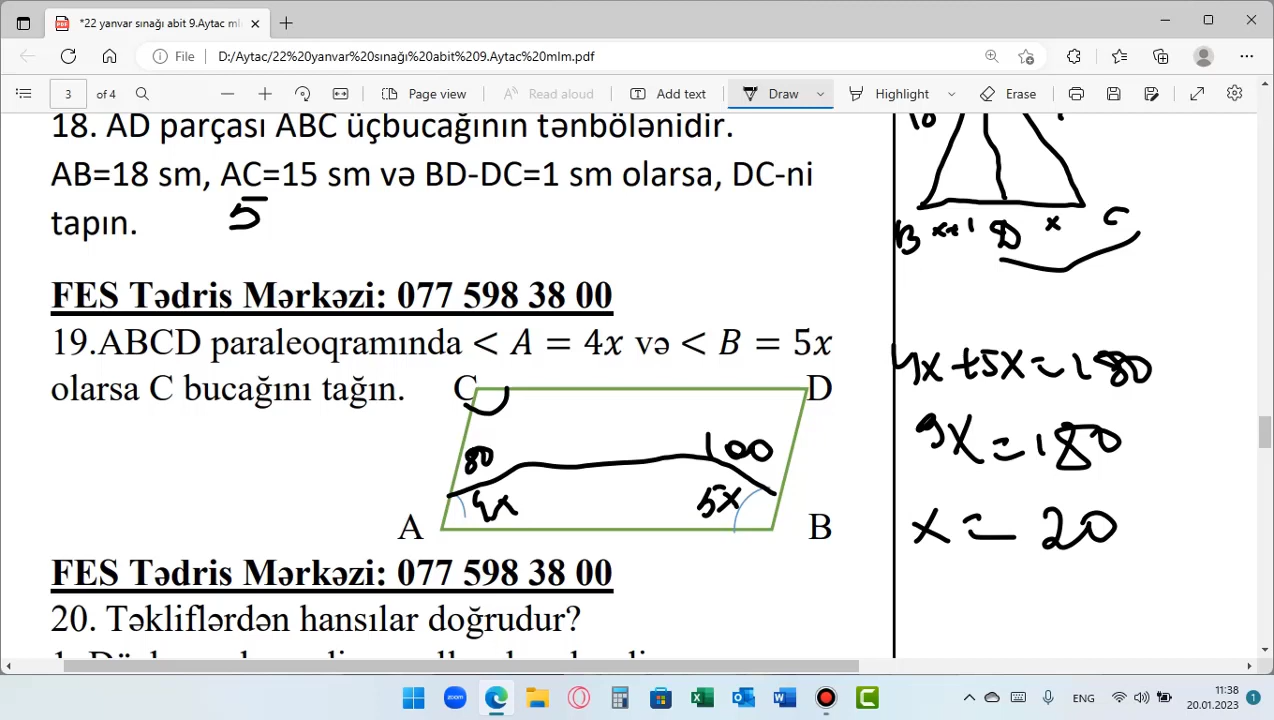 *22 yanvar sınağı abit 9.Aytac ml
File D:/Aytac/22%20yanvar%20sınağı%20abit%209.Aytac%20mlm.pdf
3 of 4 Page view Read aloud Add text Draw Highlight Erase
18. AD parçası ABC üçbucağının tənbölənidir.
AB=18 sm, AC=15 sm və BD-DC=1 sm olarsa, DC-ni
tapın. 5
B x+1 D x C
FES Tədris Mərkəzi: 077 598 38 00
19.ABCD paraleoqramında < A = 4x və < B = 5x
olarsa C bucağını tağın.
C D
80 100
4x 5x
A B
4x+5x=180
9x=180
x=20
FES Tədris Mərkəzi: 077 598 38 00
20. Təkliflərdən hansılar doğrudur?
zoom
ENG
11:38
20.01.2023
1